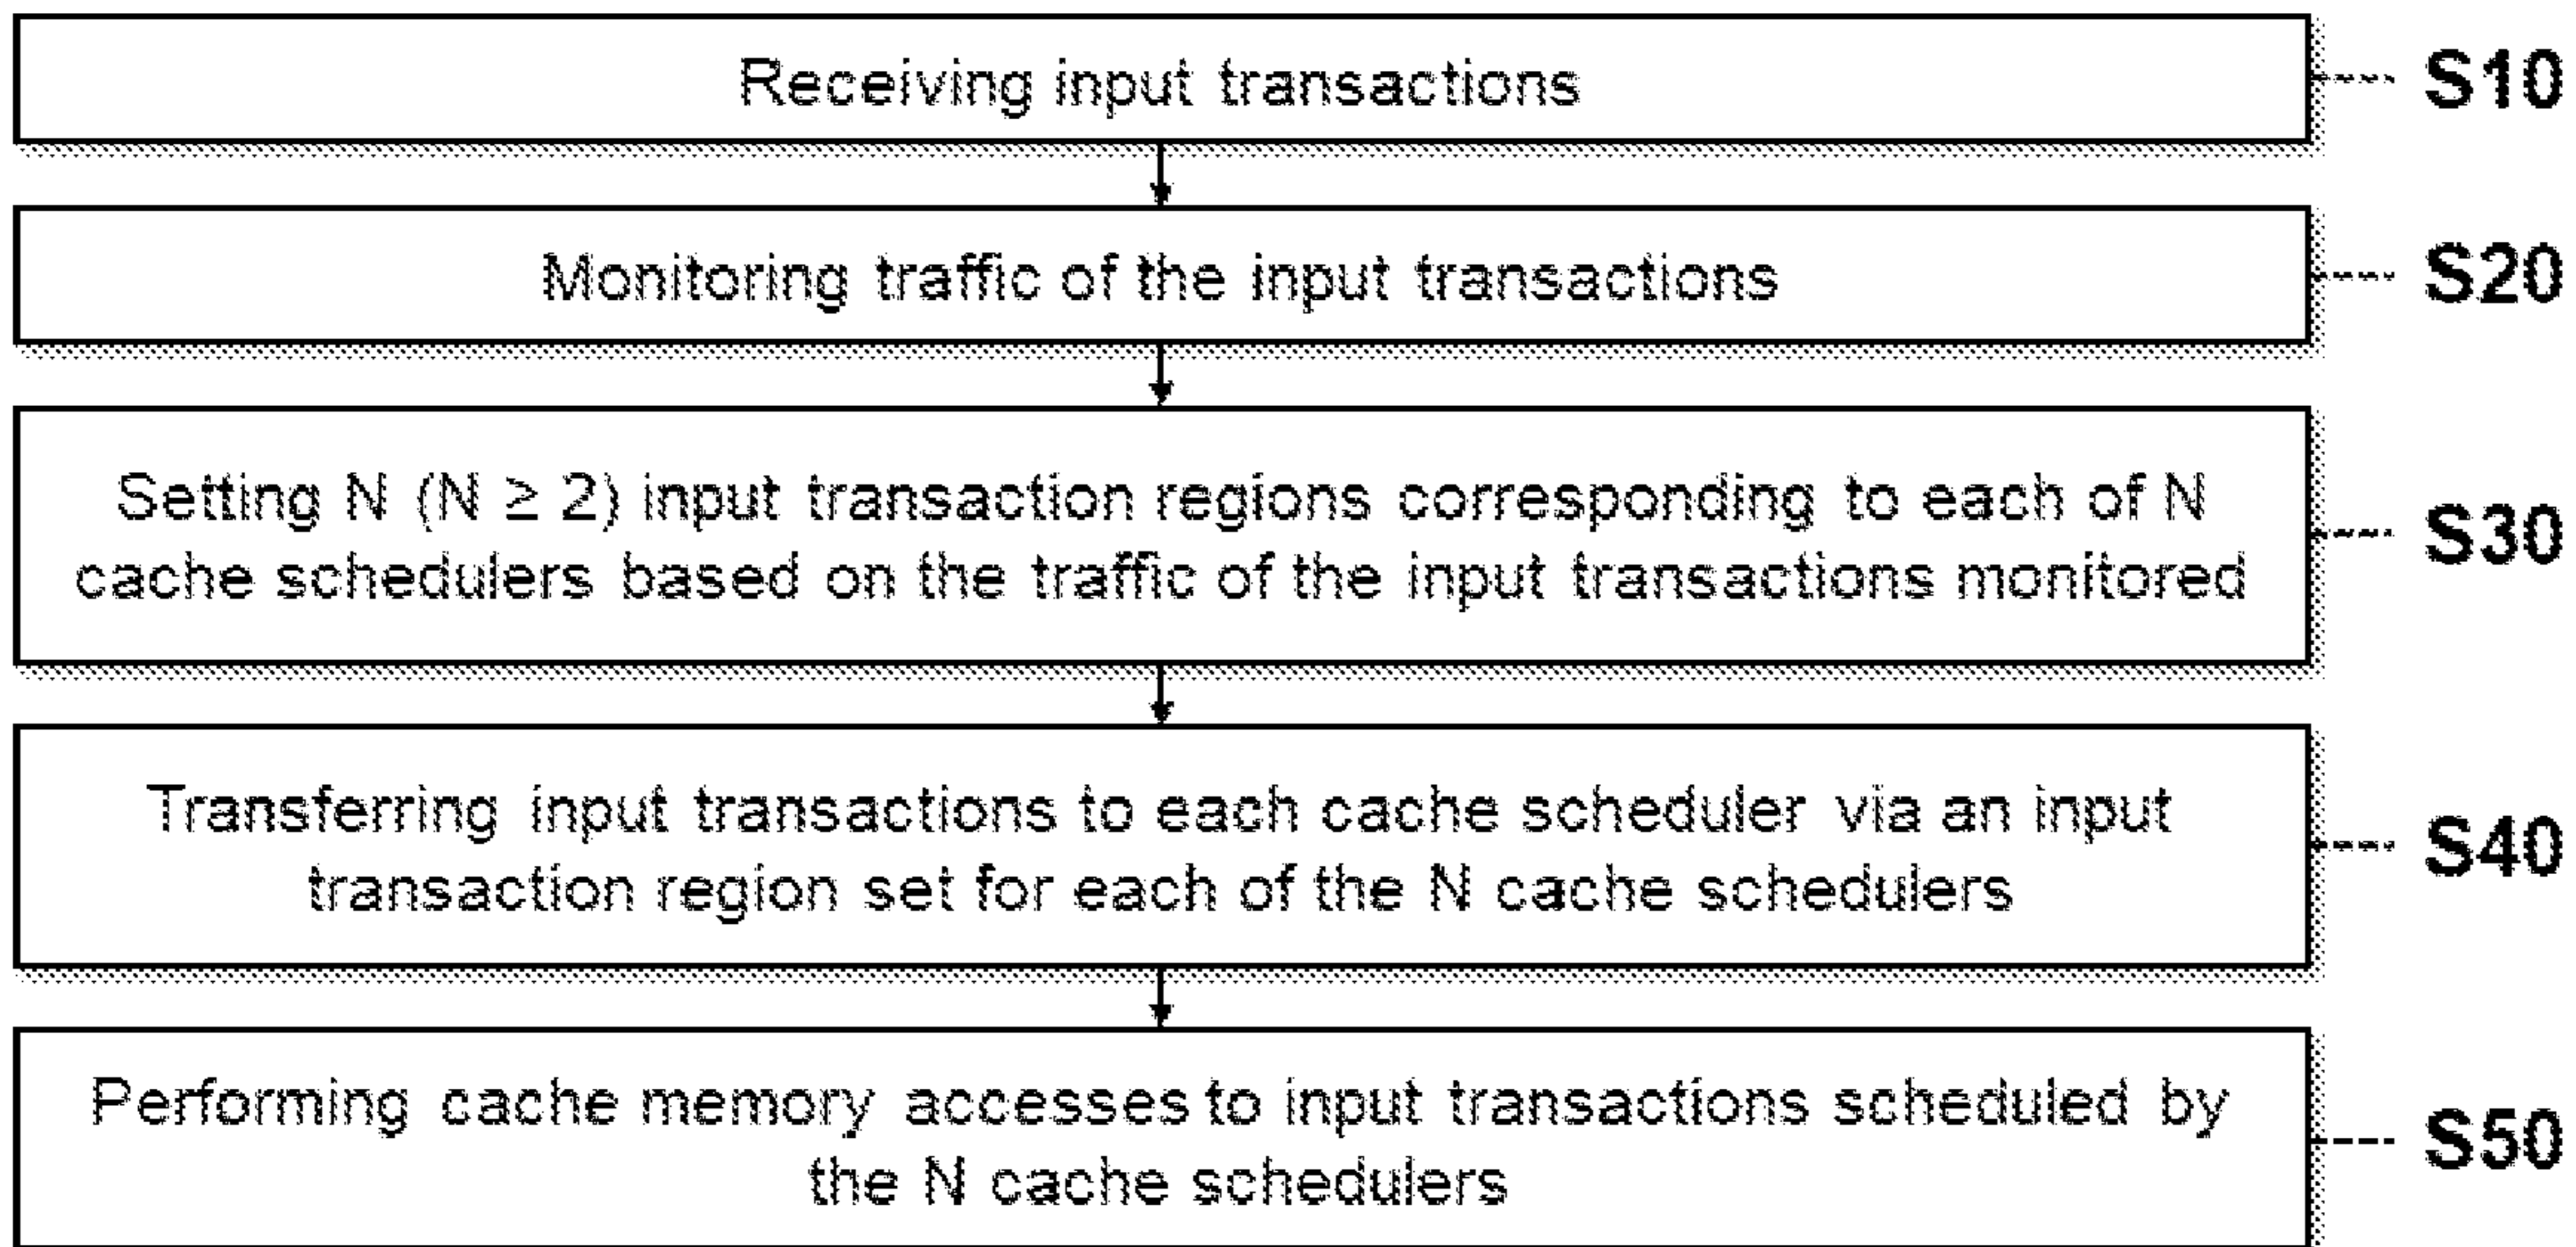 Receiving input transactions
S10
Monitoring traffic of the input transactions
S20
Setting N (N ≥ 2) input transaction regions corresponding to each of N
cache schedulers based on the traffic of the input transactions monitored
S30
Transferring input transactions to each cache scheduler via an input
transaction region set for each of the N cache schedulers
S40
Performing cache memory accesses to input transactions scheduled by
the N cache schedulers
S50